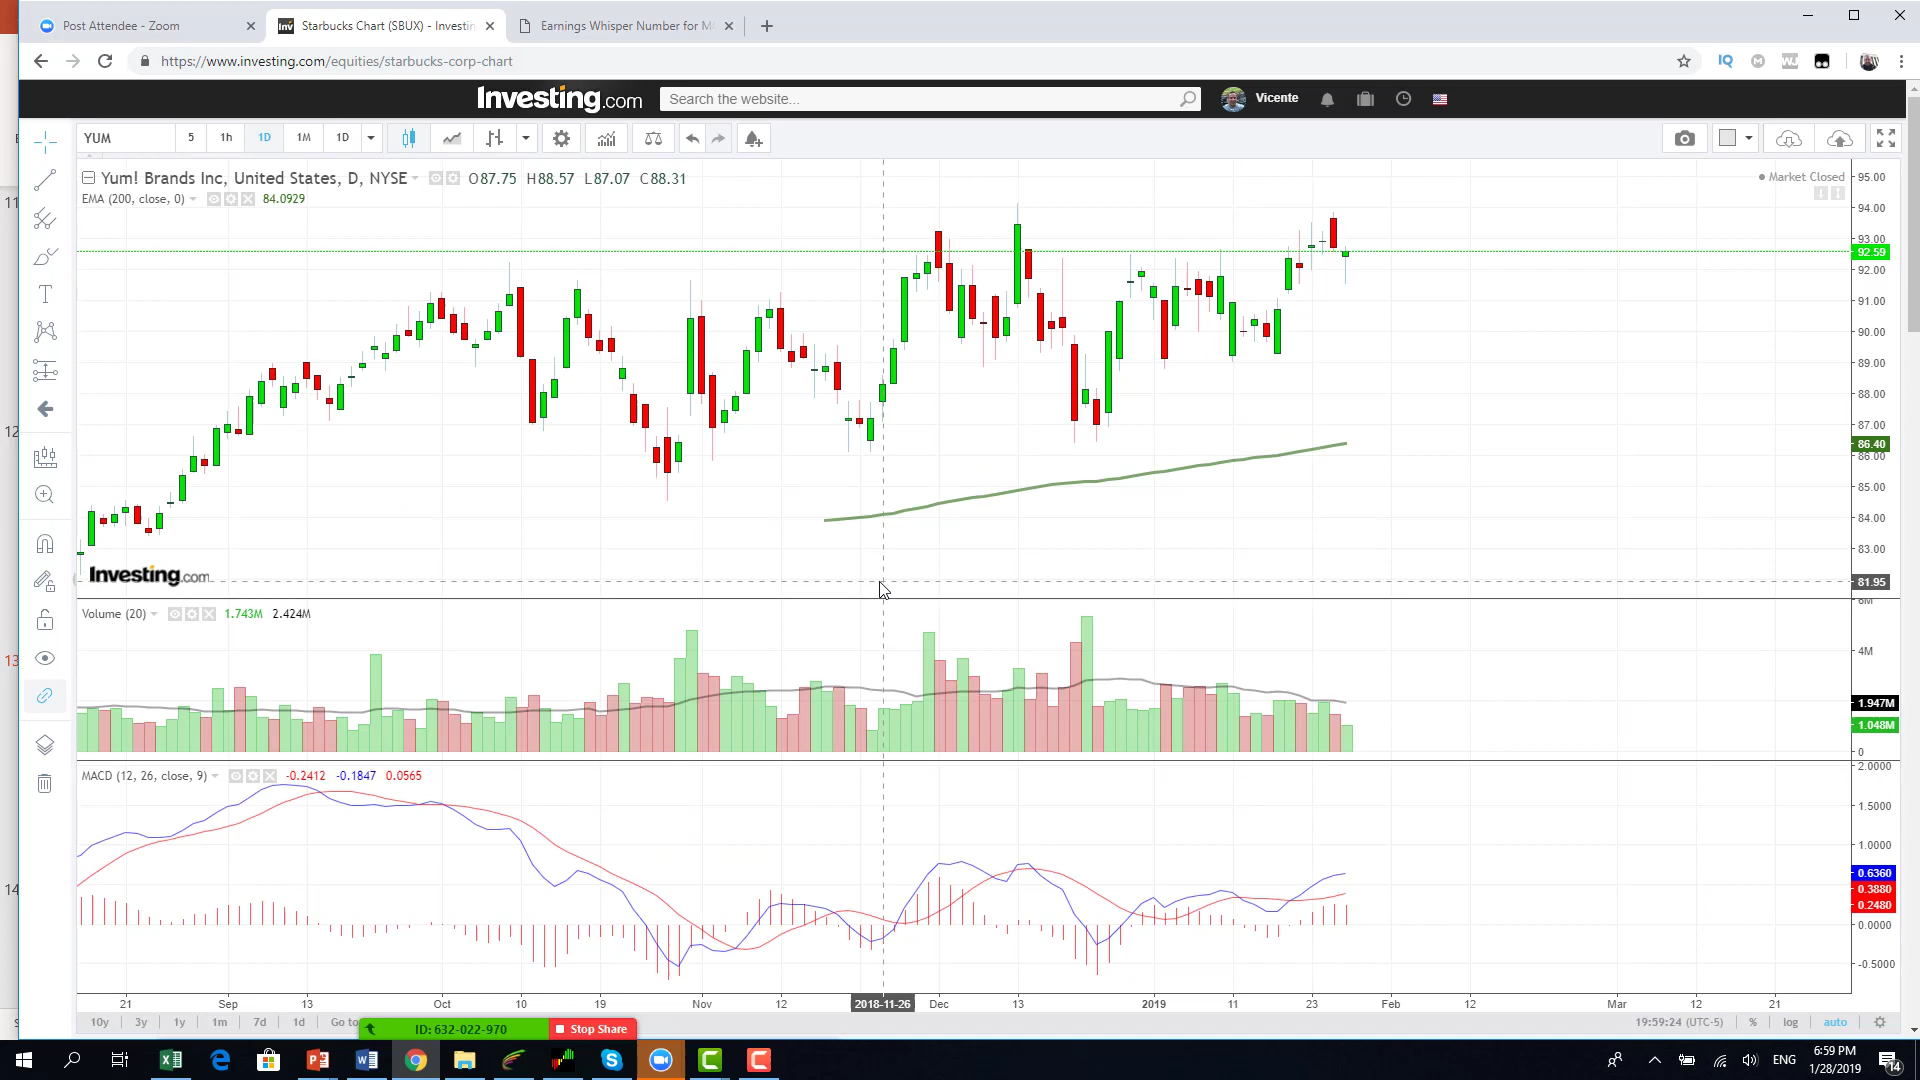 Post Attendee - Zoom
Starbucks Chart (SBUX) - Investin
Earnings Whisper Number for M
https://www.investing.com/equities/starbucks-corp-chart
Investing.com
Search the website...
Vicente
YUM
5
1h
1D
1M
1D
Yum! Brands Inc, United States, D, NYSE
O87.75 H88.57 L87.07 C88.31
Market Closed
EMA (200, close, 0)
84.0929
95.00
94.00
93.00
92.59
92.00
91.00
90.00
89.00
88.00
87.00
86.40
86.00
85.00
84.00
83.00
81.95
Investing.com
Volume (20)
1.743M 2.424M
6M
4M
1.947M
1.048M
0
MACD (12, 26, close, 9)
-0.2412 -0.1847 0.0565
2.0000
1.5000
1.0000
0.6360
0.3880
0.2480
0.0000
-0.5000
21 Sep 13 Oct 10 19 Nov 12 2018-11-26 Dec 13 2019 11 23 Feb 12 Mar 12 21
10y 3y 1y 1m 7d 1d Go to
ID: 632-022-970
Stop Share
19:59:24 (UTC-5)
%
log
auto
11
12
13
14
ENG
6:59 PM
1/28/2019
14